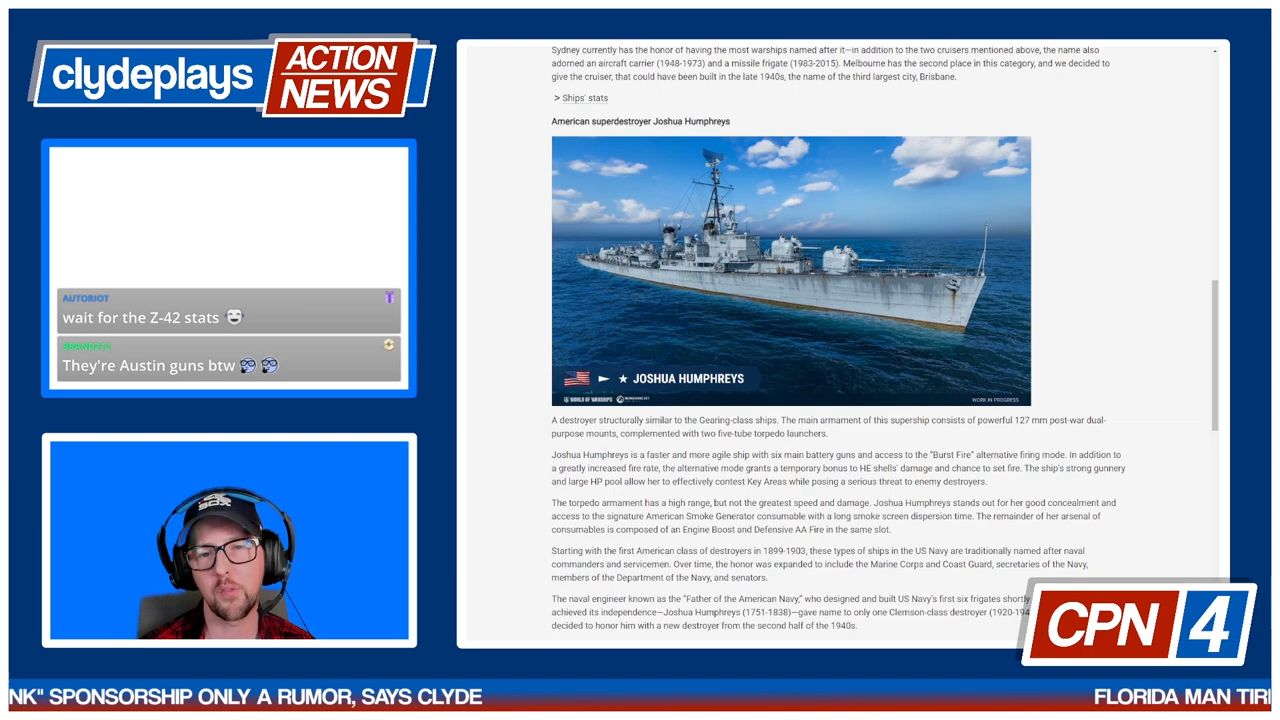 clydeplays
ACTION
NEWS
AUTORIOT
wait for the Z-42 stats
They're Austin guns btw
Sydney currently has the honor of having the most warships named after it—in addition to the two cruisers mentioned above, the name also
adorned an aircraft carrier (1948-1973) and a missile frigate (1983-2015). Melbourne has the second place in this category, and we decided to
give the cruiser, that could have been built in the late 1940s, the name of the third largest city, Brisbane.
> Ships' stats
American superdestroyer Joshua Humphreys
★ JOSHUA HUMPHREYS
WORLD OF WARSHIPS
WARGAMING.NET
WORK IN PROGRESS
A destroyer structurally similar to the Gearing-class ships. The main armament of this supership consists of powerful 127 mm post-war dual-
purpose mounts, complemented with two five-tube torpedo launchers.
Joshua Humphreys is a faster and more agile ship with six main battery guns and access to the "Burst Fire" alternative firing mode. In addition to
a greatly increased fire rate, the alternative mode grants a temporary bonus to HE shells' damage and chance to set fire. The ship's strong gunnery
and large HP pool allow her to effectively contest Key Areas while posing a serious threat to enemy destroyers.
The torpedo armament has a high range, but not the greatest speed and damage. Joshua Humphreys stands out for her good concealment and
access to the signature American Smoke Generator consumable with a long smoke screen dispersion time. The remainder of her arsenal of
consumables is composed of an Engine Boost and Defensive AA Fire in the same slot.
Starting with the first American class of destroyers in 1899-1903, these types of ships in the US Navy are traditionally named after naval
commanders and servicemen. Over time, the honor was expanded to include the Marine Corps and Coast Guard, secretaries of the Navy,
members of the Department of the Navy, and senators.
The naval engineer known as the "Father of the American Navy," who designed and built US Navy's first six frigates shortly
achieved its independence—Joshua Humphreys (1751-1838)—gave name to only one Clemson-class destroyer (1920-194
decided to honor him with a new destroyer from the second half of the 1940s.
CPN 4
NK" SPONSORSHIP ONLY A RUMOR, SAYS CLYDE
FLORIDA MAN TIR